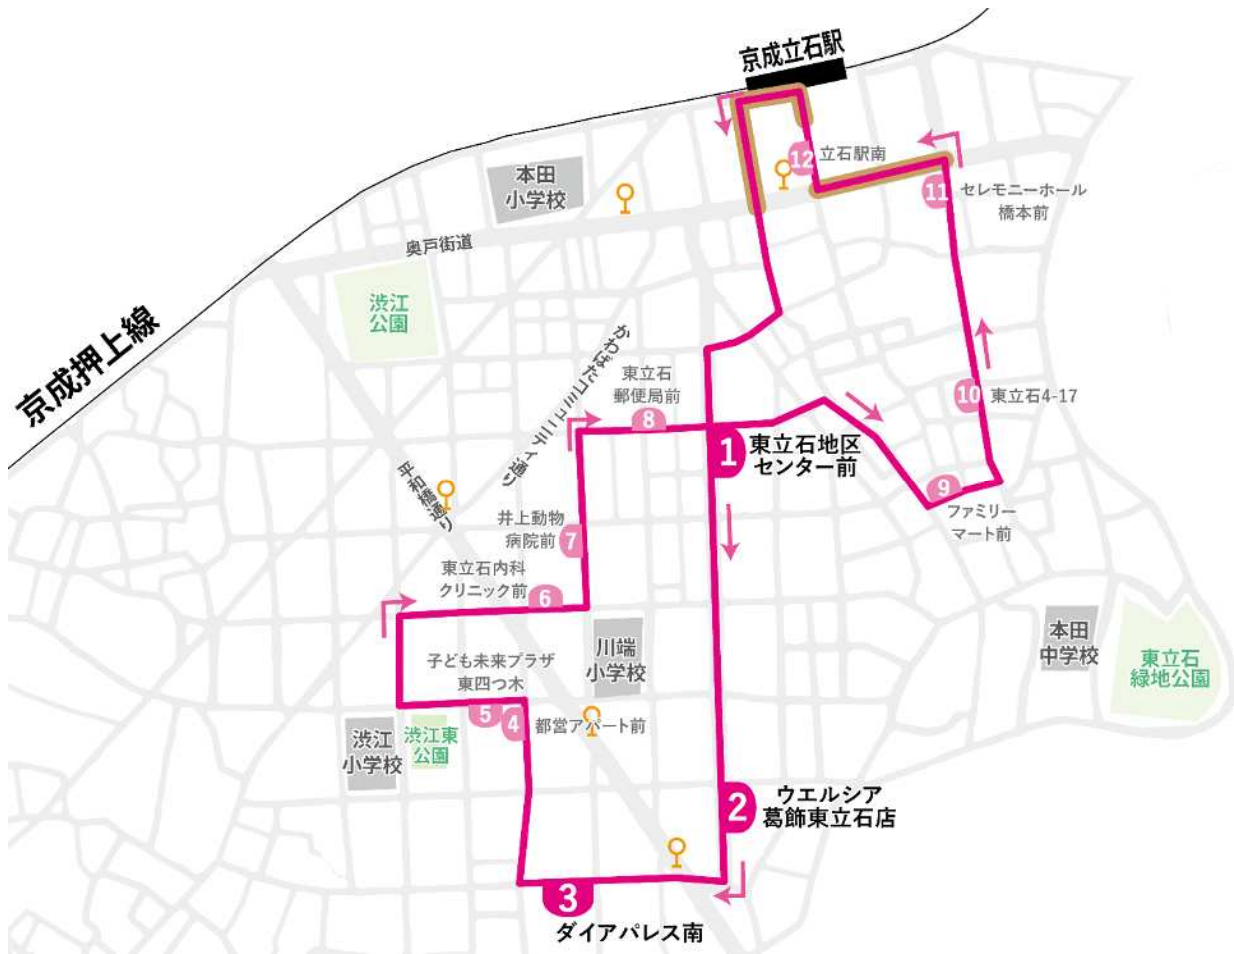 京成立石駅
12
立石駅南
本田
小学校
11
セレモニーホール
橋本前
奥戸街道
渋江
公園
京成押上線
かわばたコミュニティ通り
東立石
郵便局前
8
10
東立石4-17
1
東立石地区
センター前
平和橋通り
9
ファミリー
マート前
井上動物
病院前
7
東立石内科
クリニック前
6
川端
小学校
本田
中学校
東立石
緑地公園
子ども未来プラザ
東四つ木
5
4
都営アパート前
渋江
小学校
渋江東
公園
2
ウエルシア
葛飾東立石店
3
ダイアパレス南